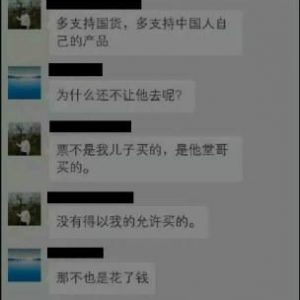 多支持国货，多支持中国人自
己的产品
为什么还不让他去呢？
票不是我儿子买的，是他堂哥
买的。
没有得以我的允许买的。
那不也是花了钱